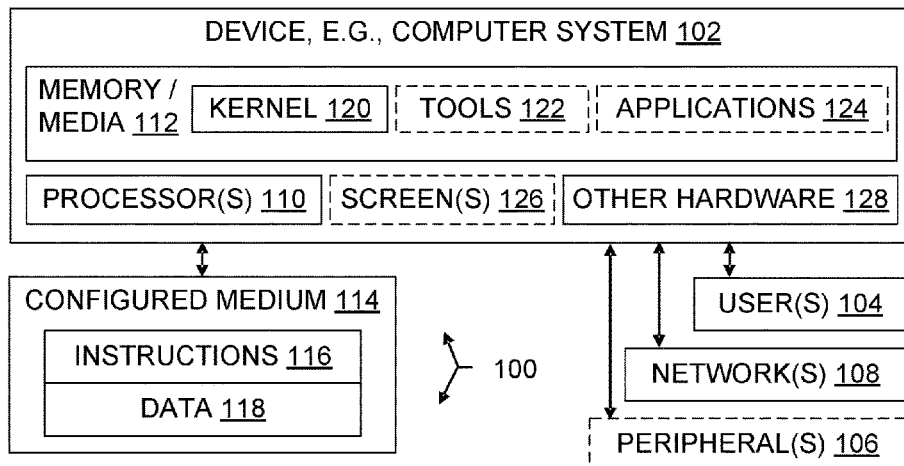 DEVICE, E.G., COMPUTER SYSTEM 102
MEMORY /
MEDIA 112
KERNEL 120
TOOLS 122
APPLICATIONS 124
PROCESSOR(S) 110
SCREEN(S) 126
OTHER HARDWARE 128
CONFIGURED MEDIUM 114
INSTRUCTIONS 116
DATA 118
100
USER(S) 104
NETWORK(S) 108
PERIPHERAL(S) 106